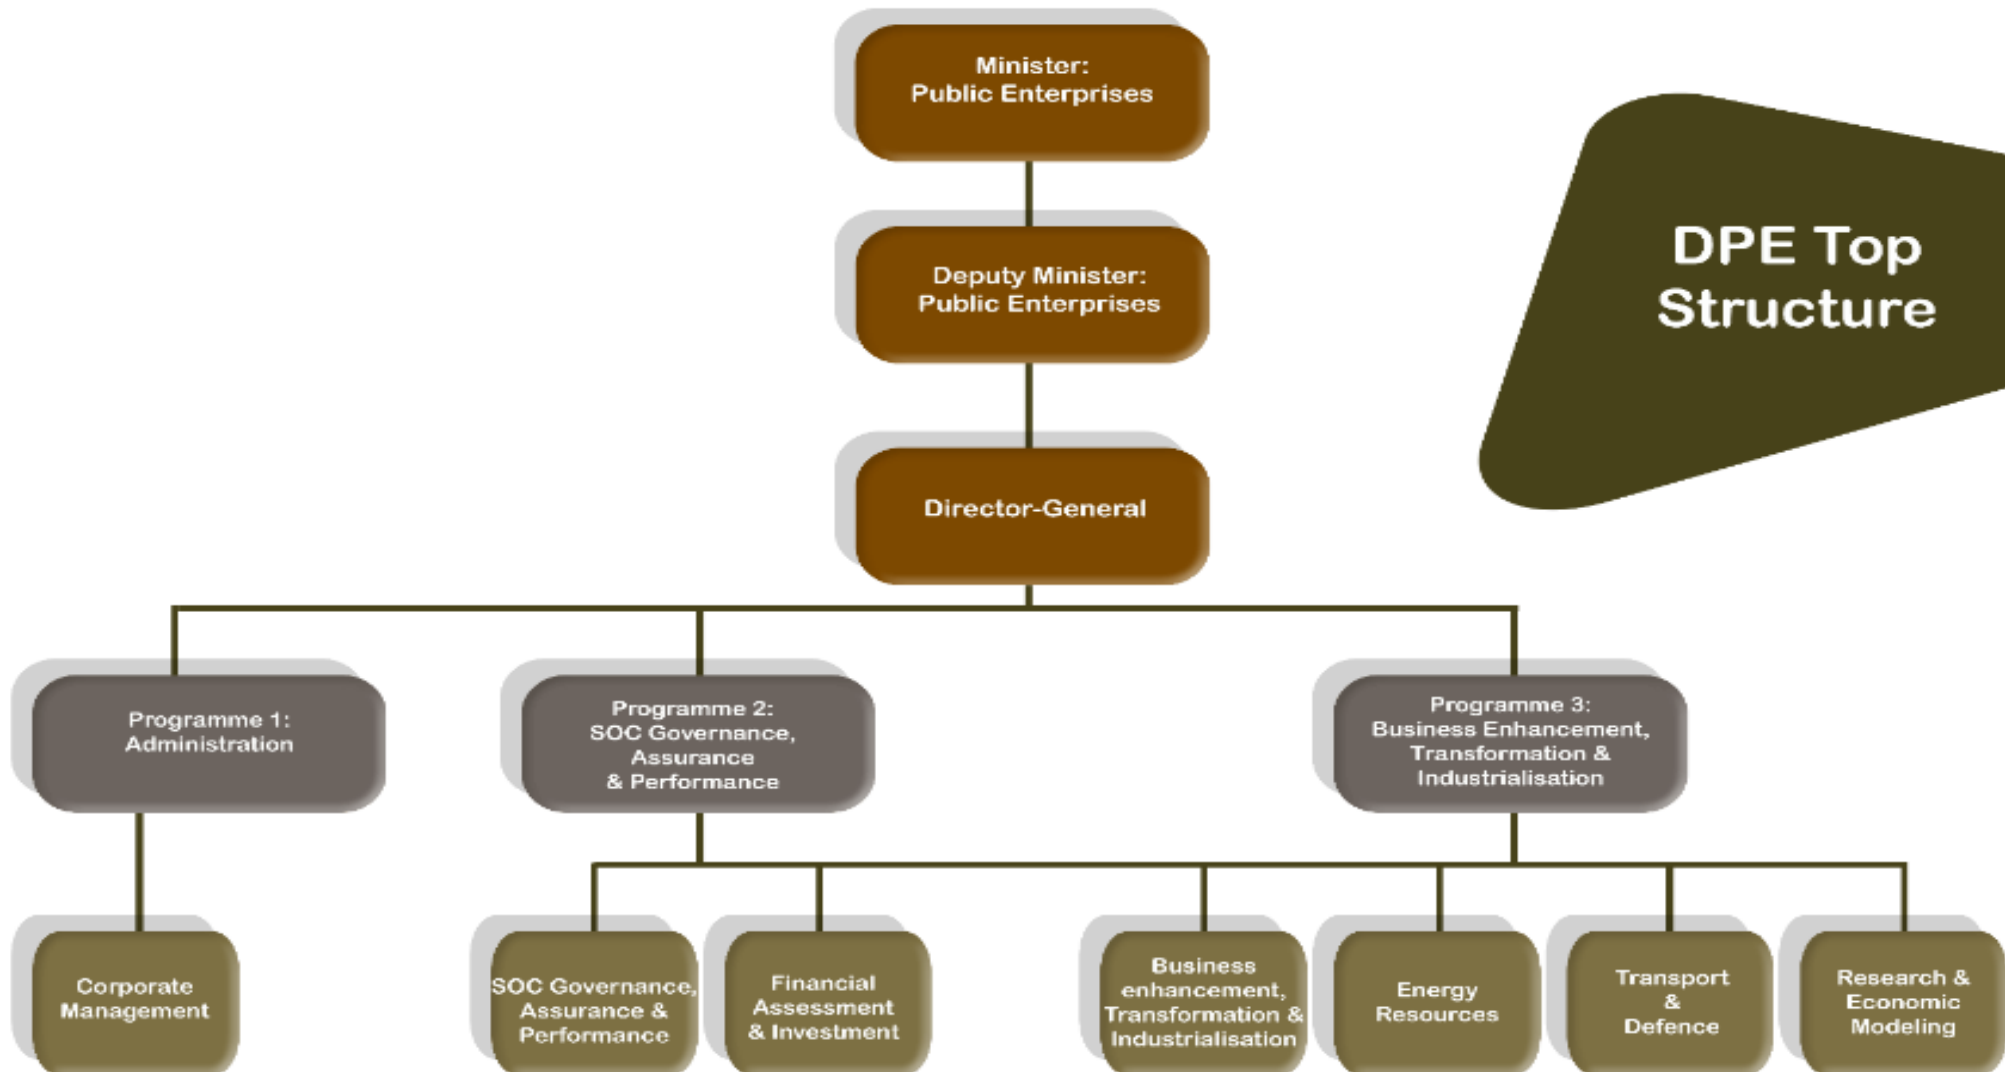 Minister:
Public Enterprises
DPE Top
Structure
Deputy Minister:
Public Enterprises
Director-General
Programme 1:
Administration
Programme 2:
SOC Governance,
Assurance
& Performance
Programme 3:
Business Enhancement,
Transformation &
Industrialisation
Corporate
Management
SOC Governance,
Assurance &
Performance
Financial
Assessment
& Investment
Business
enhancement,
Transformation &
Industrialisation
Energy
Resources
Transport
&
Defence
Research &
Economic
Modeling